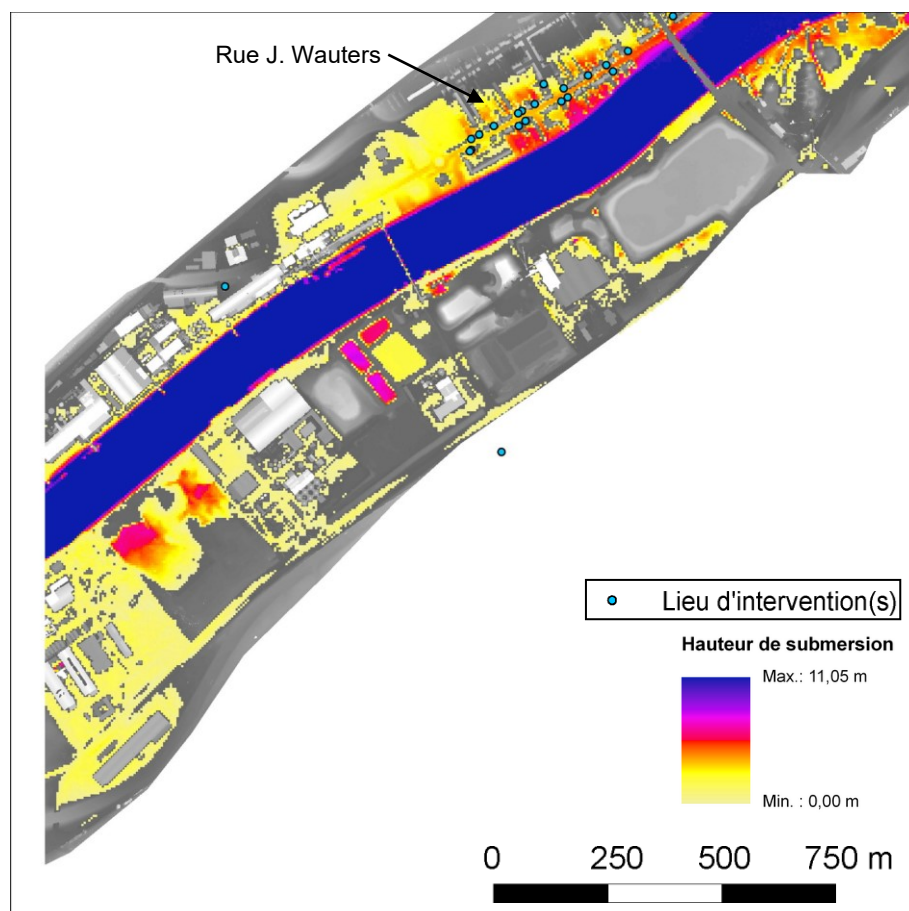 Rue J. Wauters
Lieu d'intervention(s)
Hauteur de submersion
Max.: 11,05 m
Min. : 0,00 m
0 250 500 750 m